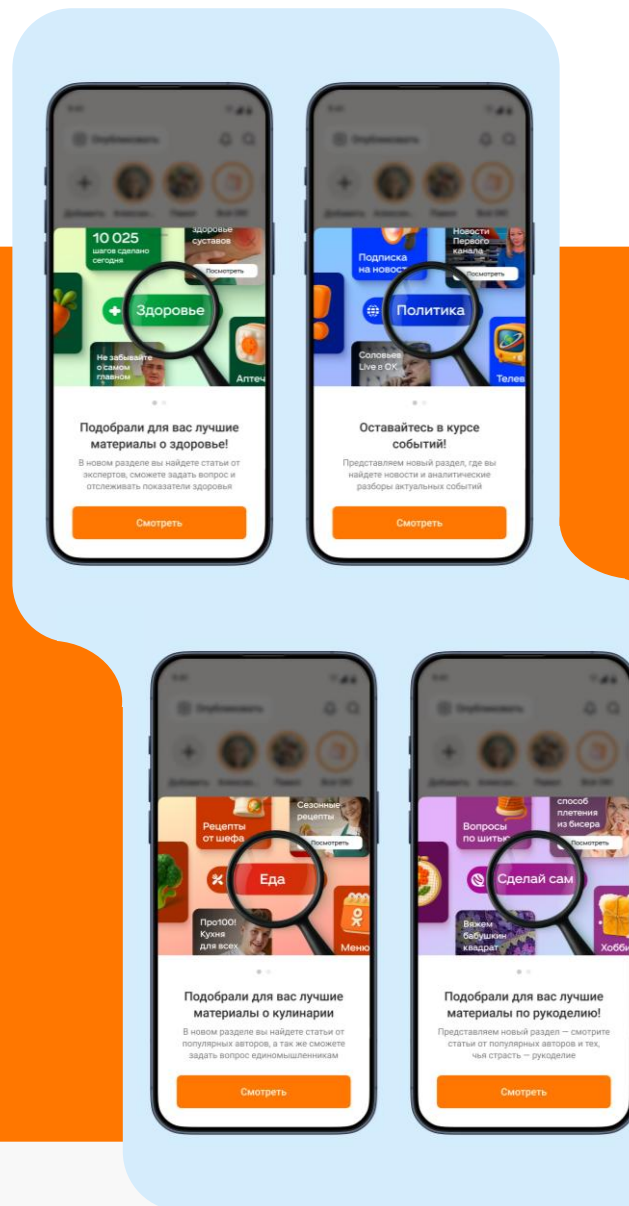 Опубликовать
Опубликовать
10 025
шагов сделано
сегодня
здоровье
суставов
Посмотреть
Здоровье
Не забывайте
о самом
главном
Подобрали для вас лучшие
материалы о здоровье!
В новом разделе вы найдете статьи от
экспертов, сможете задать вопрос и
отслеживать показатели здоровья
Смотреть
Новости
Первого
канала
Подписка
Посмотреть
Политика
Соловьев
Live в ОК
Оставайтесь в курсе
событий!
Представляем новый раздел, где вы
найдете новости и аналитические
разборы актуальных событий
Смотреть
Опубликовать
Опубликовать
Сезонные
рецепты
Рецепты
от шефа
Посмотреть
Еда
Про100!
Кухня
для всех
Меню
Подобрали для вас лучшие
материалы о кулинарии
В новом разделе вы найдете статьи от
популярных авторов, а так же сможете
задать вопрос единомышленникам
Смотреть
способ
плетения
из бисера
Вопросы
по шитью
Посмотреть
Сделай сам
Вяжем
бабушкин
квадрат
Хобби
Подобрали для вас лучшие
материалы по рукоделию!
Представляем новый раздел — смотрите
статьи от популярных авторов и тех,
чья страсть — рукоделие
Смотреть